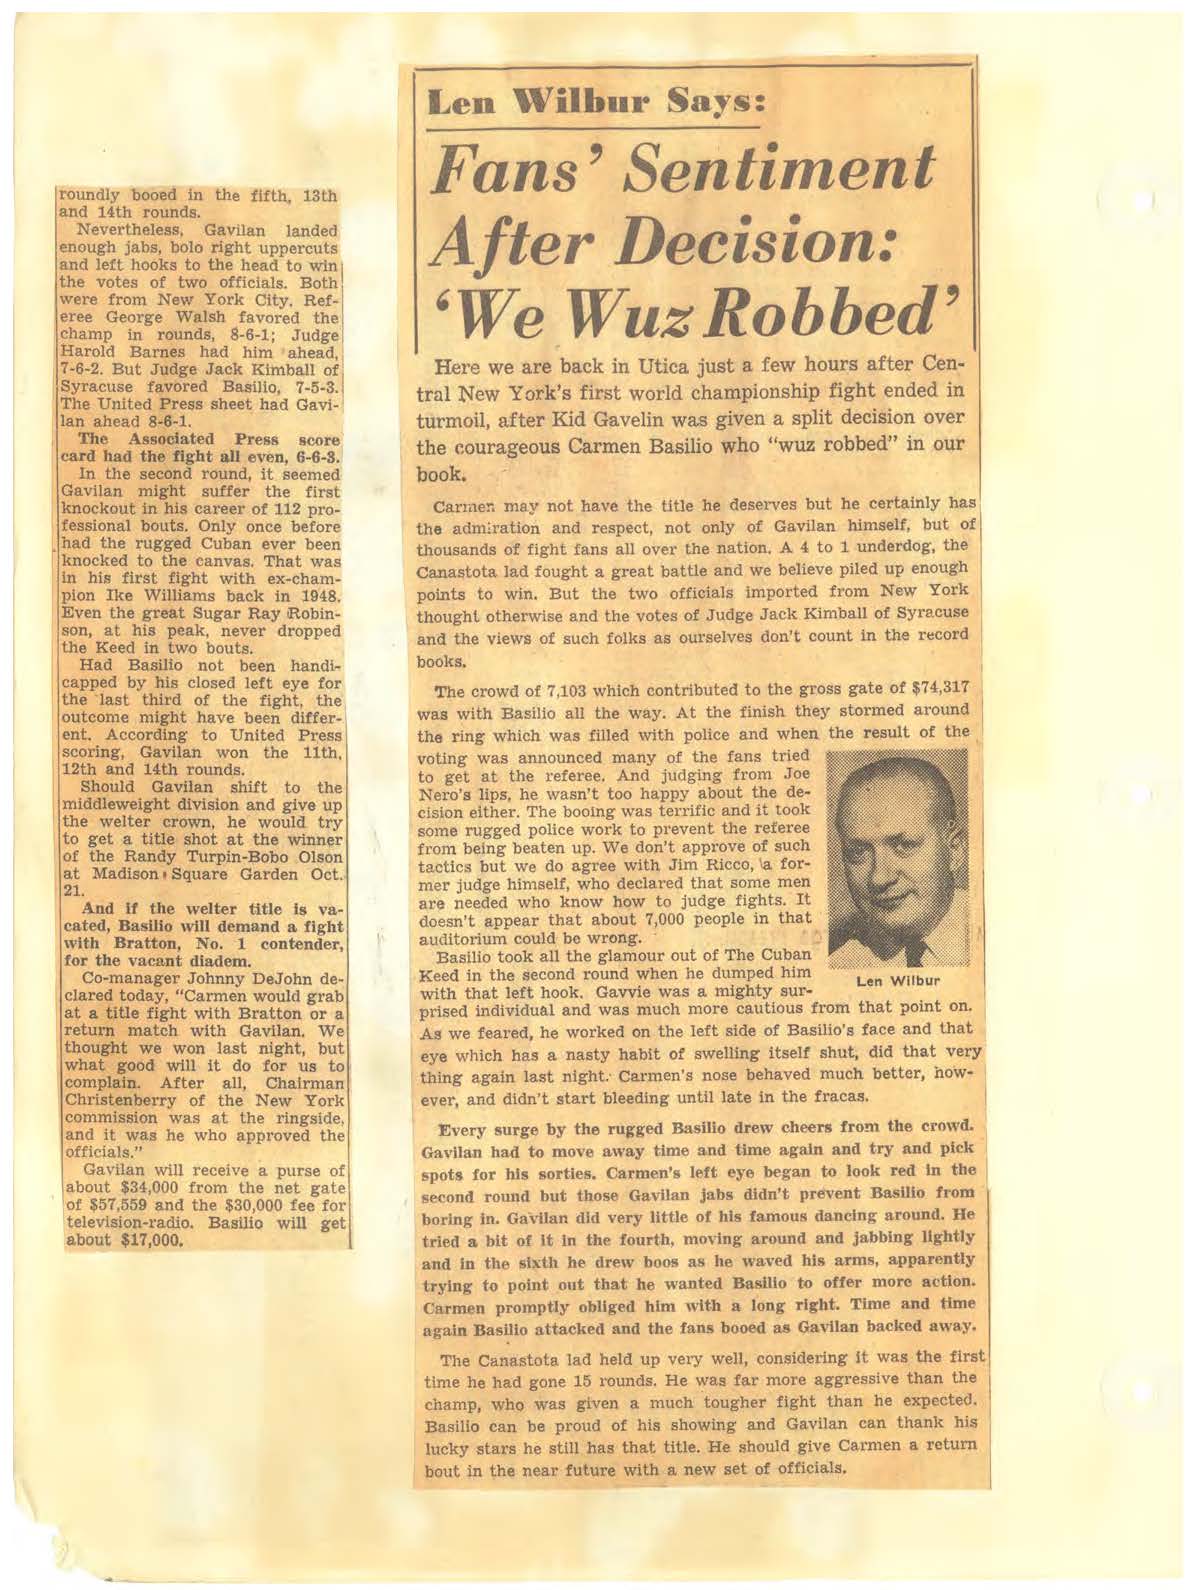 roundly booed in the fifth, 13th
and 14th rounds.
Nevertheless, Gavilan landed
enough jabs, bolo right uppercuts
and left hooks to the head to win
the votes of two officials. Both
were from New York City. Ref-
eree George Walsh favored the
champ in rounds, 8-6-1; Judge
Harold Barnes had him ahead,
7-6-2. But Judge Jack Kimball of
Syracuse favored Basilio, 7-5-3.
The United Press sheet had Gavi-
lan ahead 8-6-1.
The Associated Press score
card had the fight all even, 6-6-3.
In the second round, it seemed
Gavilan might suffer the first
knockout in his career of 112 pro-
fessional bouts. Only once before
had the rugged Cuban ever been
knocked to the canvas. That was
in his first fight with ex-cham-
pion Ike Williams back in 1948.
Even the great Sugar Ray Robin-
son, at his peak, never dropped
the Keed in two bouts.
Had Basilio not been handi-
capped by his closed left eye for
the last third of the fight, the
outcome might have been differ-
ent. According to United Press
scoring, Gavilan won the 11th,
12th and 14th rounds.
Should Gavilan shift to the
middleweight division and give up
the welter crown, he would try
to get a title shot at the winner
of the Randy Turpin-Bobo Olson
at Madison Square Garden Oct.
21.
And if the welter title is va-
cated, Basilio will demand a fight
with Bratton, No. 1 contender,
for the vacant diadem.
Co-manager Johnny DeJohn de-
clared today, "Carmen would grab
at a title fight with Bratton or a
return match with Gavilan. We
thought we won last night, but
what good will it do for us to
complain. After all, Chairman
Christenberry of the New York
commission was at the ringside,
and it was he who approved the
officials."
Gavilan will receive a purse of
about $34,000 from the net gate
of $57,559 and the $30,000 fee for
television-radio. Basilio will get
about $17,000.
Len Wilbur Says:
Fans' Sentiment
After Decision:
'We Wuz Robbed'
Here we are back in Utica just a few hours after Cen-
tral New York's first world championship fight ended in
turmoil, after Kid Gavelin was given a split decision over
the courageous Carmen Basilio who "wuz robbed" in our
book.
Carmen may not have the title he deserves but he certainly has
the admiration and respect, not only of Gavilan himself, but of
thousands of fight fans all over the nation. A 4 to 1 underdog, the
Canastota lad fought a great battle and we believe piled up enough
points to win. But the two officials imported from New York
thought otherwise and the votes of Judge Jack Kimball of Syracuse
and the views of such folks as ourselves don't count in the record
books.
The crowd of 7,103 which contributed to the gross gate of $74,317
was with Basilio all the way. At the finish they stormed around
the ring which was filled with police and when the result of the
voting was announced many of the fans tried
to get at the referee. And judging from Joe
Nero's lips, he wasn't too happy about the de-
cision either. The booing was terrific and it took
some rugged police work to prevent the referee
from being beaten up. We don't approve of such
tactics but we do agree with Jim Ricco, a for-
mer judge himself, who declared that some men
are needed who know how to judge fights. It
doesn't appear that about 7,000 people in that
auditorium could be wrong.
Basilio took all the glamour out of The Cuban
Keed in the second round when he dumped him
with that left hook. Gavvie was a mighty sur-
Len Wilbur
prised individual and was much more cautious from that point on.
As we feared, he worked on the left side of Basilio's face and that
eye which has a nasty habit of swelling itself shut, did that very
thing again last night. Carmen's nose behaved much better, how-
ever, and didn't start bleeding until late in the fracas.
Every surge by the rugged Basilio drew cheers from the crowd.
Gavilan had to move away time and time again and try and pick
spots for his sorties. Carmen's left eye began to look red in the
second round but those Gavilan jabs didn't prevent Basilio from
boring in. Gavilan did very little of his famous dancing around. He
tried a bit of it in the fourth, moving around and jabbing lightly
and in the sixth he drew boos as he waved his arms, apparently
trying to point out that he wanted Basilio to offer more action.
Carmen promptly obliged him with a long right. Time and time
again Basilio attacked and the fans booed as Gavilan backed away.
The Canastota lad held up very well, considering it was the first
time he had gone 15 rounds. He was far more aggressive than the
champ, who was given a much tougher fight than he expected.
Basilio can be proud of his showing and Gavilan can thank his
lucky stars he still has that title. He should give Carmen a return
bout in the near future with a new set of officials.